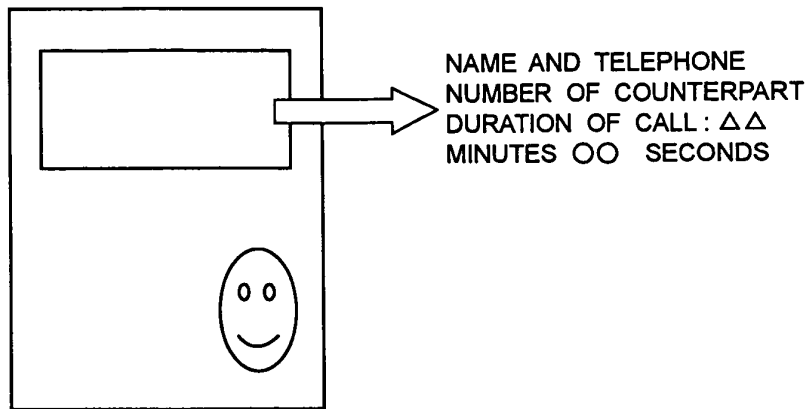 NAME AND TELEPHONE
NUMBER OF COUNTERPART
DURATION OF CALL : △△
MINUTES ○○ SECONDS